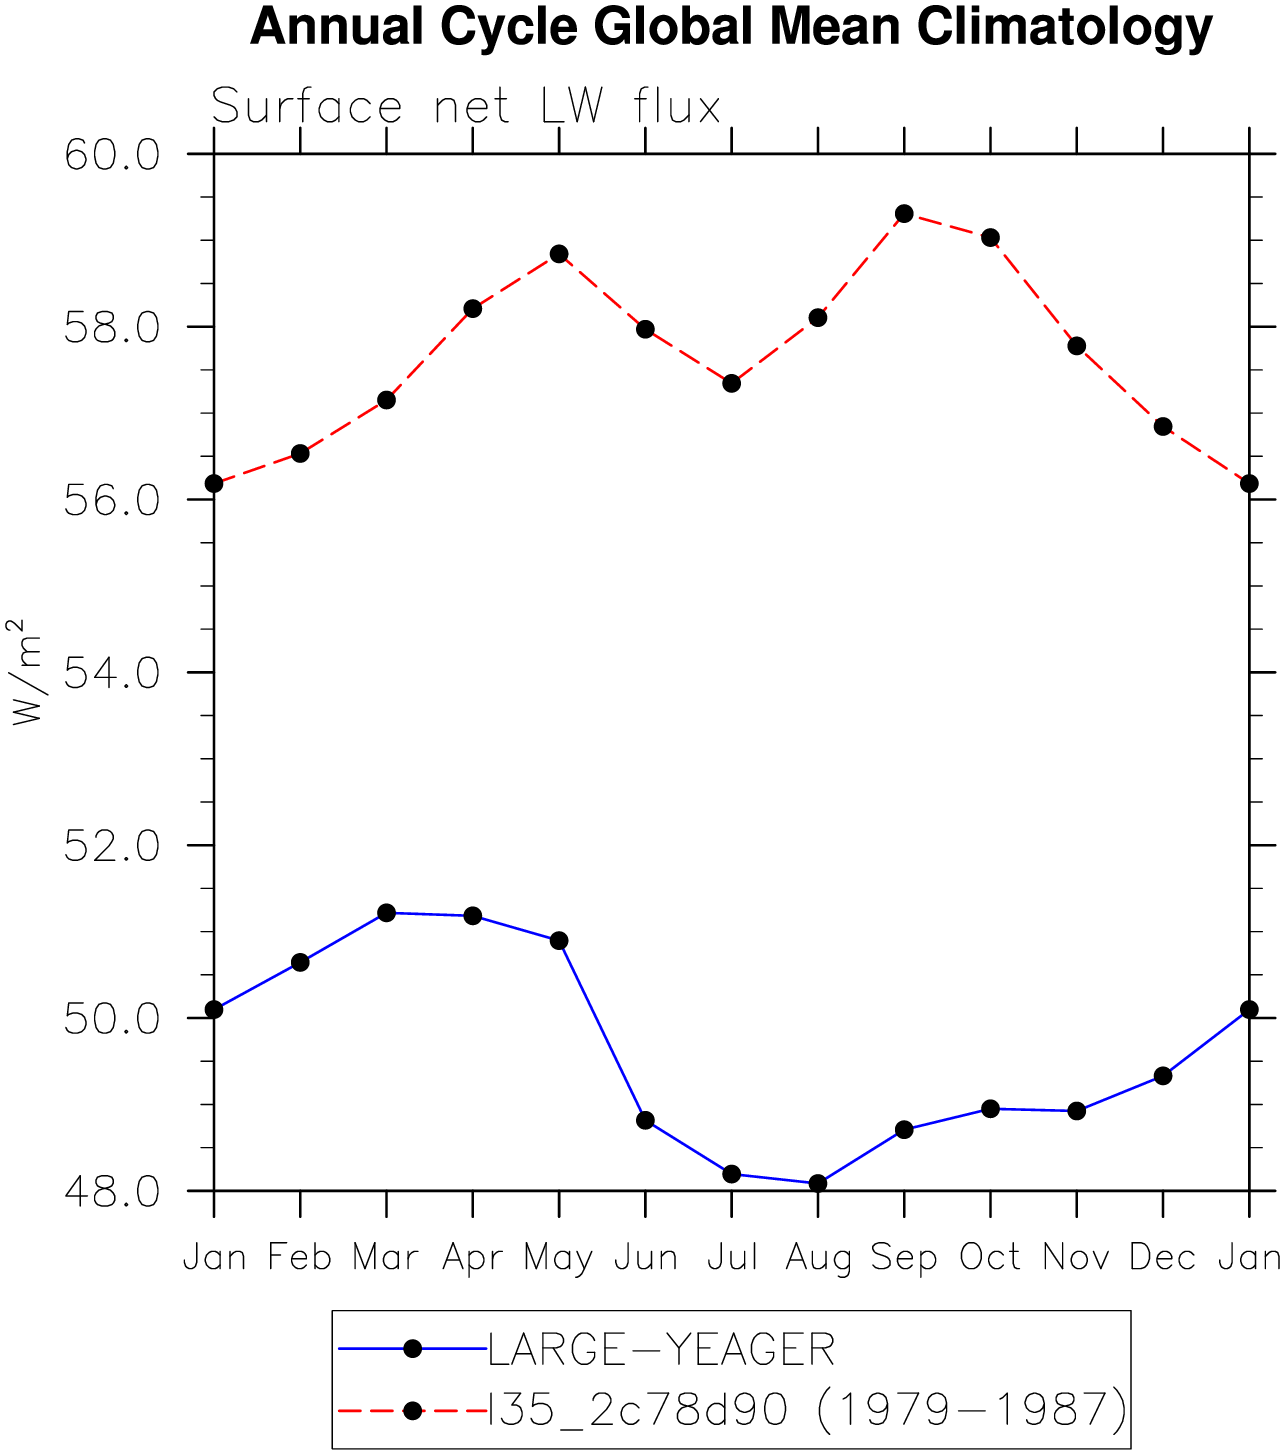 Annual Cycle Global Mean Climatology
Surface net LW flux
60.0
58.0
56.0
54.0
52.0
50.0
48.0
W/m²
Jan Feb Mar Apr May Jun Jul Aug Sep Oct Nov Dec Jan
LARGE-YEAGER
I35_2c78d90 (1979-1987)